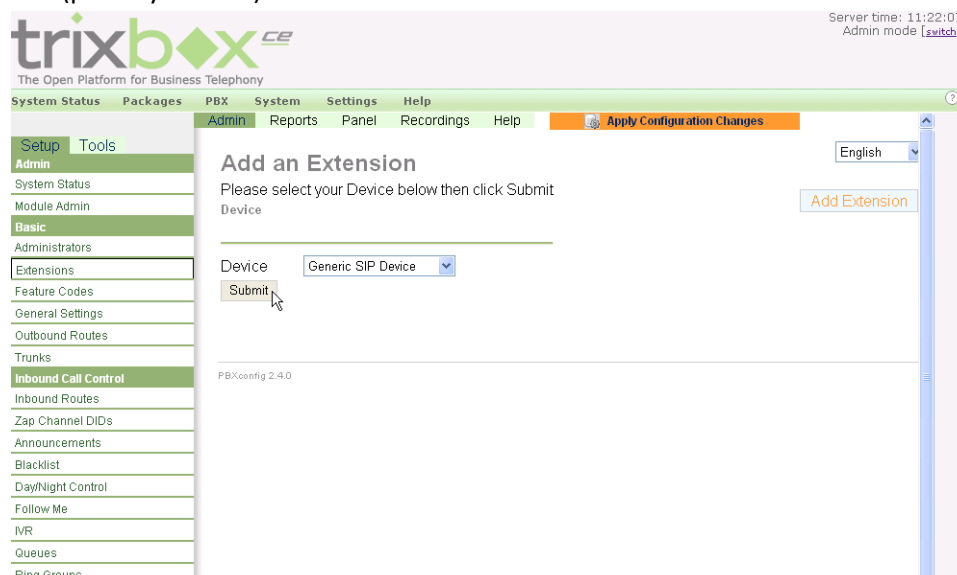 trixbox ce
The Open Platform for Business Telephony
Server time: 11:22:0
Admin mode [switch
System Status Packages PBX System Settings Help
?
Admin Reports Panel Recordings Help Apply Configuration Changes
Setup Tools
English
Admin
System Status
Module Admin
Basic
Administrators
Extensions
Feature Codes
General Settings
Outbound Routes
Trunks
Inbound Call Control
Inbound Routes
Zap Channel DIDs
Announcements
Blacklist
Day/Night Control
Follow Me
IVR
Queues
Ring Groups
Add an Extension
Please select your Device below then click Submit
Device
Add Extension
Device Generic SIP Device
Submit
PBXconfig 2.4.0